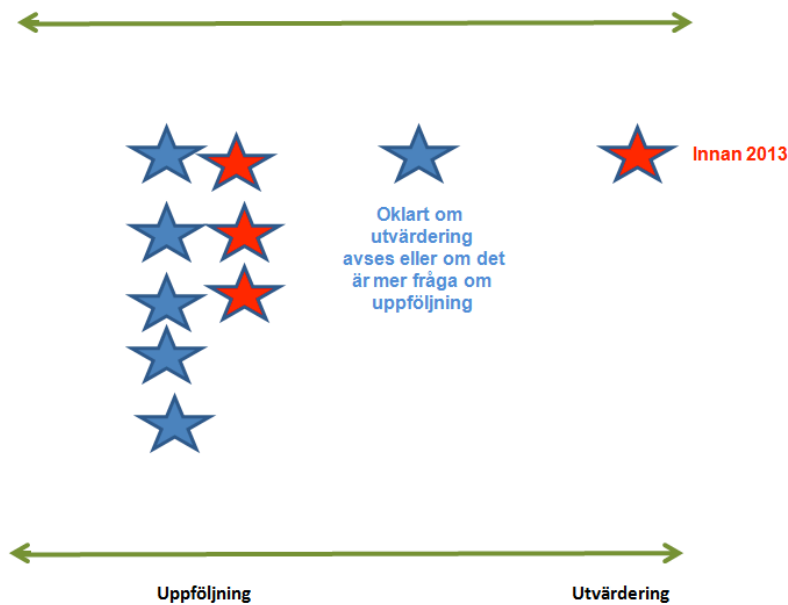 Innan 2013
Oklart om
utvärdering
avses eller om det
är mer fråga om
uppföljning
Uppföljning
Utvärdering